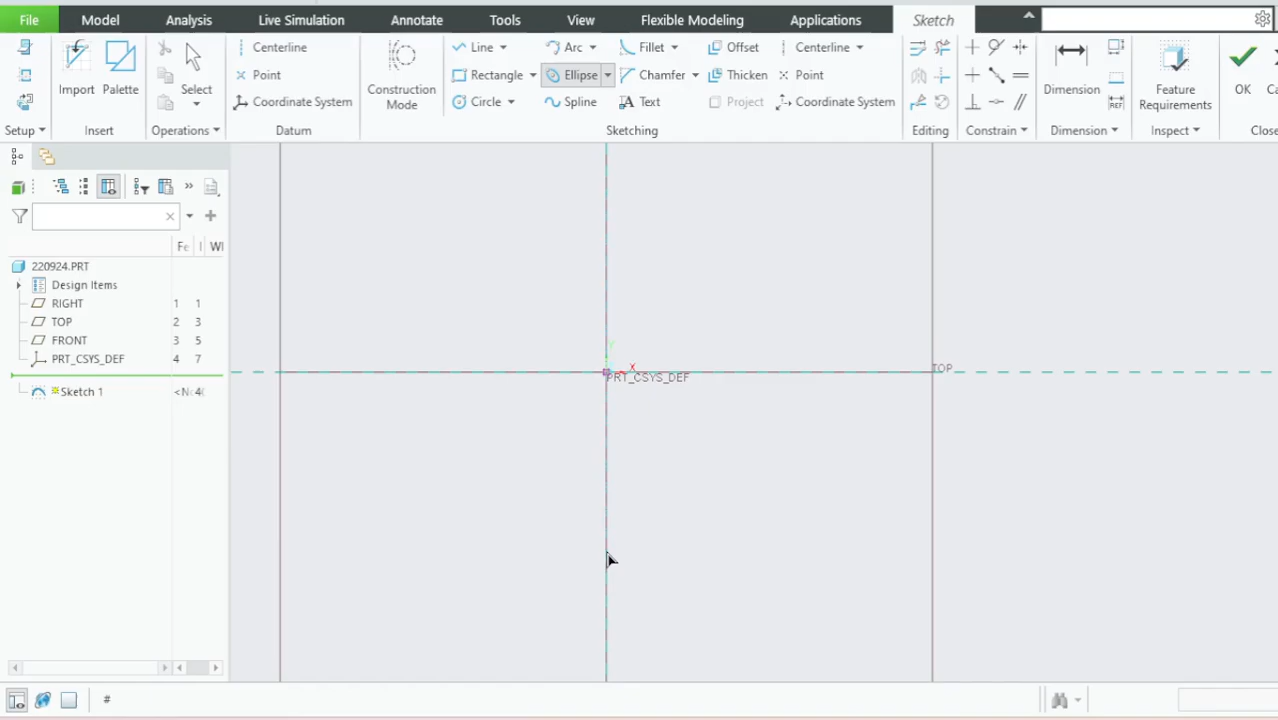 File Model Analysis Live Simulation Annotate Tools View Flexible Modeling Applications Sketch
Centerline Line Arc Fillet Offset Centerline
Import Palette Select Point Construction Mode Rectangle Ellipse Chamfer Thicken Point Dimension Feature Requirements OK Ca
Coordinate System Circle Spline Text Project Coordinate System REF
Setup Insert Operations Datum Sketching Editing Constrain Dimension Inspect Close
Fe WI
220924.PRT
Design Items
RIGHT 1 1
TOP 2 3
FRONT 3 5
PRT_CSYS_DEF 4 7
Sketch 1 <N 4
Y
X
PRT_CSYS_DEF
TOP
#